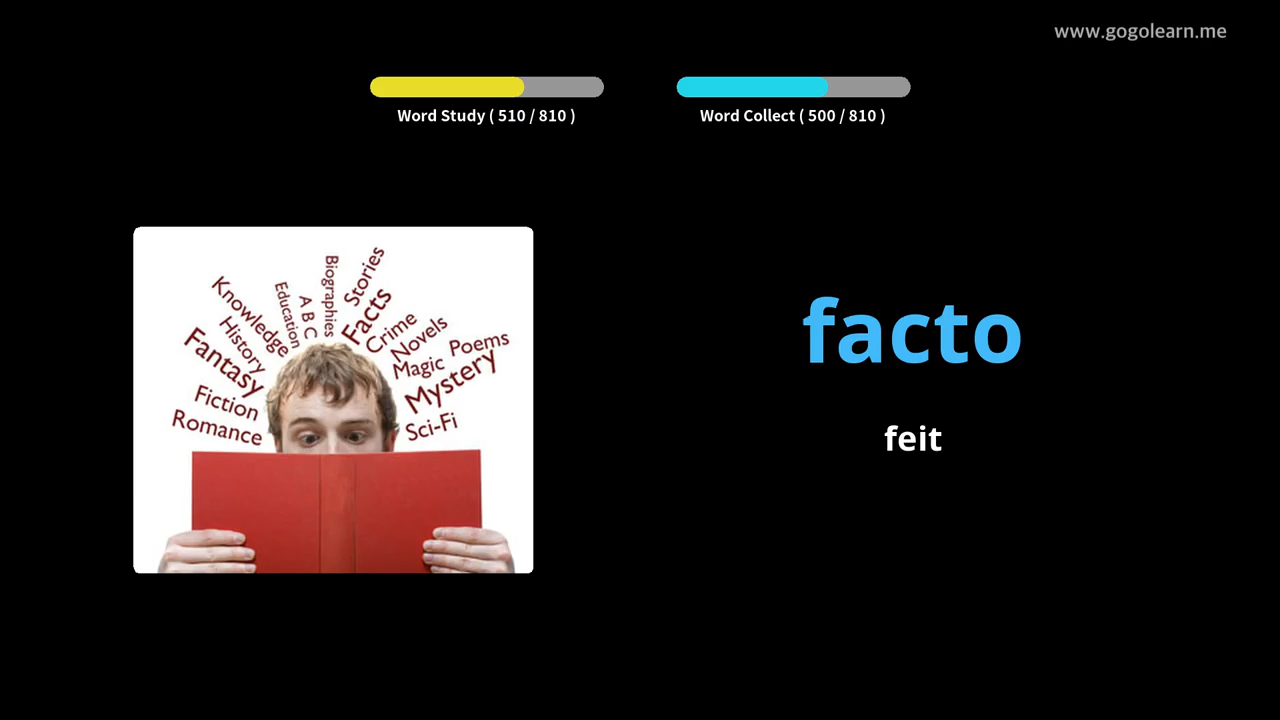 www.gogolearn.me
Word Study ( 510 / 810 )
Word Collect ( 500 / 810 )
Knowledge
History
Fantasy
Fiction
Romance
Education
A B C
Biographies
Stories
Facts
Crime
Novels
Magic
Poems
Mystery
Sci-Fi
facto
feit